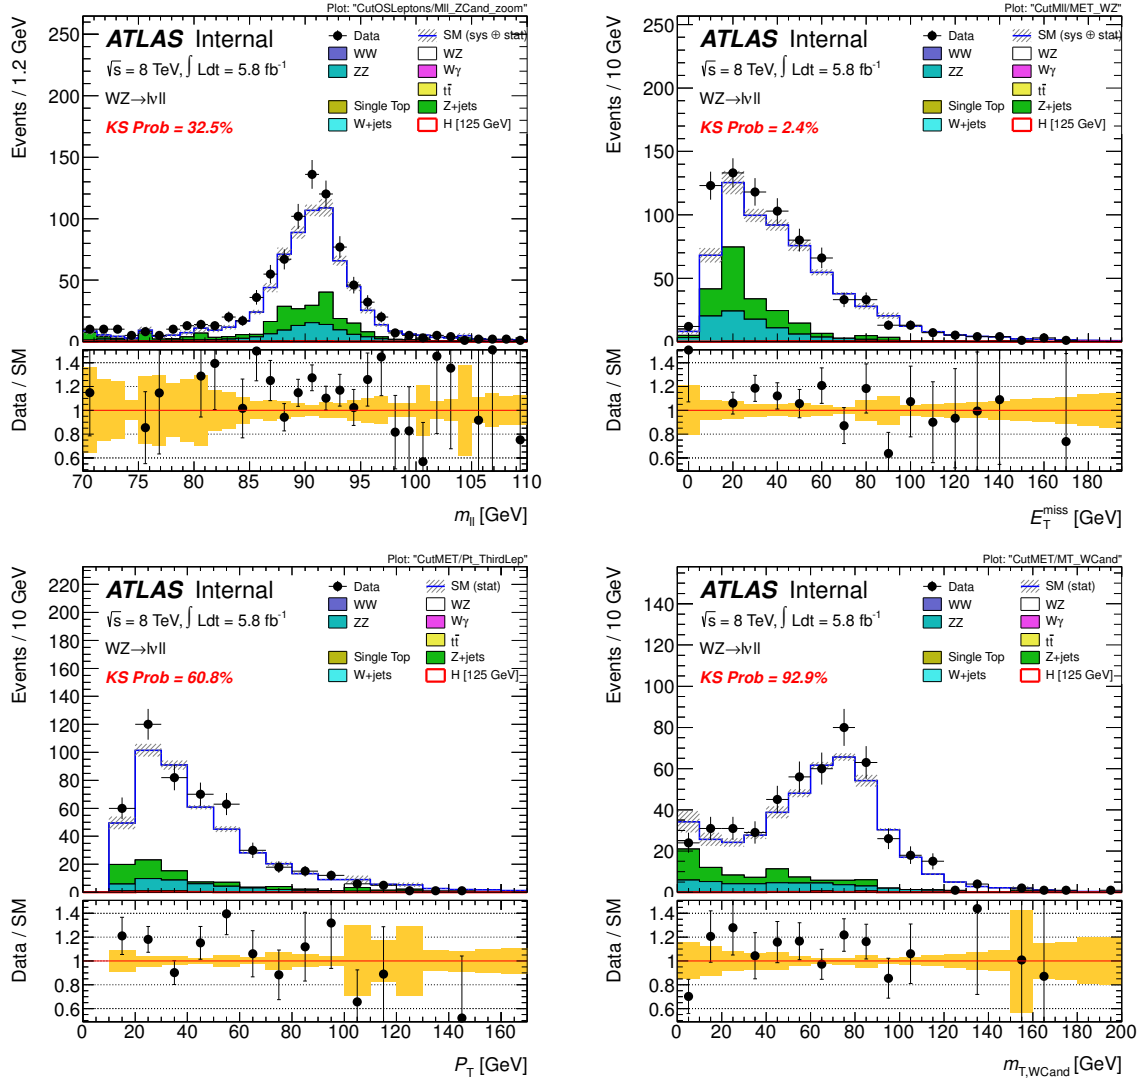 Plot: "CutOSLeptons/Mll_ZCand_zoom"
Events / 1.2 GeV
ATLAS Internal
√s = 8 TeV, ∫ Ldt = 5.8 fb⁻¹
WZ→lνll
KS Prob = 32.5%
Data
SM (sys ⊕ stat)
WW
WZ
ZZ
Wγ
tt̄
Single Top
Z+jets
W+jets
H [125 GeV]
250
200
150
100
50
Data / SM
1.4
1.2
1
0.8
0.6
70 75 80 85 90 95 100 105 110
m_ll [GeV]
Plot: "CutMll/MET_WZ"
Events / 10 GeV
ATLAS Internal
√s = 8 TeV, ∫ Ldt = 5.8 fb⁻¹
WZ→lνll
KS Prob = 2.4%
Data
SM (sys ⊕ stat)
WW
WZ
ZZ
Wγ
tt̄
Single Top
Z+jets
W+jets
H [125 GeV]
250
200
150
100
50
Data / SM
1.4
1.2
1
0.8
0.6
0 20 40 60 80 100 120 140 160 180
E_T^miss [GeV]
Plot: "CutMET/Pt_ThirdLep"
Events / 10 GeV
ATLAS Internal
√s = 8 TeV, ∫ Ldt = 5.8 fb⁻¹
WZ→lνll
KS Prob = 60.8%
Data
SM (stat)
WW
WZ
ZZ
Wγ
tt̄
Single Top
Z+jets
W+jets
H [125 GeV]
220
200
180
160
140
120
100
80
60
40
20
0
Data / SM
1.4
1.2
1
0.8
0.6
0 20 40 60 80 100 120 140 160
P_T [GeV]
Plot: "CutMET/MT_WCand"
Events / 10 GeV
ATLAS Internal
√s = 8 TeV, ∫ Ldt = 5.8 fb⁻¹
WZ→lνll
KS Prob = 92.9%
Data
SM (stat)
WW
WZ
ZZ
Wγ
tt̄
Single Top
Z+jets
W+jets
H [125 GeV]
140
120
100
80
60
40
20
0
Data / SM
1.4
1.2
1
0.8
0.6
0 20 40 60 80 100 120 140 160 180 200
m_T,WCand [GeV]